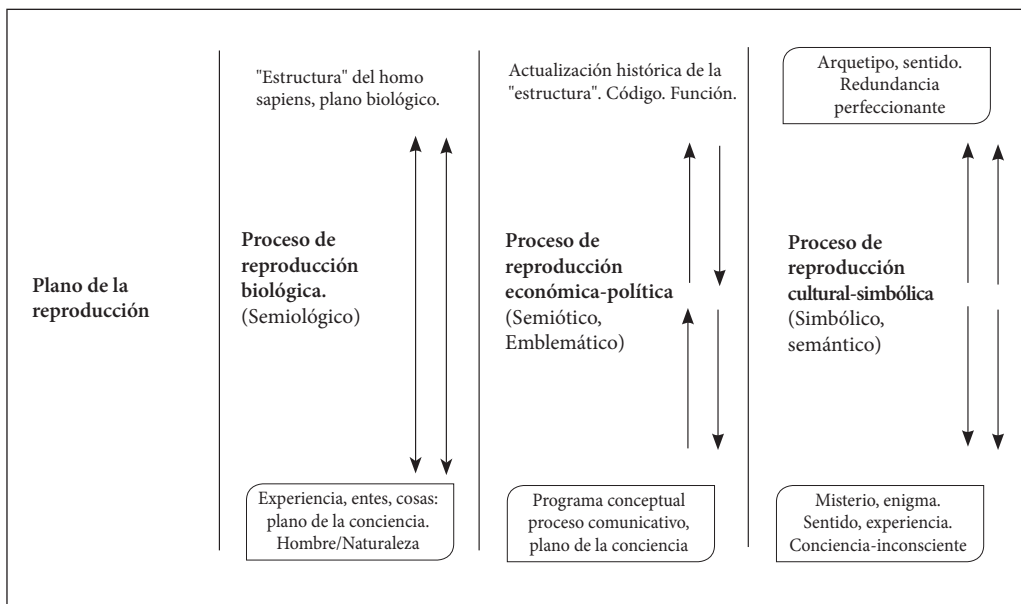 Plano de la
reproducción
"Estructura" del homo
sapiens, plano biológico.
Proceso de
reproducción
biológica.
(Semiológico)
Experiencia, entes, cosas:
plano de la conciencia.
Hombre/Naturaleza
Actualización histórica de la
"estructura". Código. Función.
Proceso de
reproducción
económica-política
(Semiótico,
Emblemático)
Programa conceptual
proceso comunicativo,
plano de la conciencia
Arquetipo, sentido.
Redundancia
perfeccionante
Proceso de
reproducción
cultural-simbólica
(Simbólico,
semántico)
Misterio, enigma.
Sentido, experiencia.
Conciencia-inconsciente